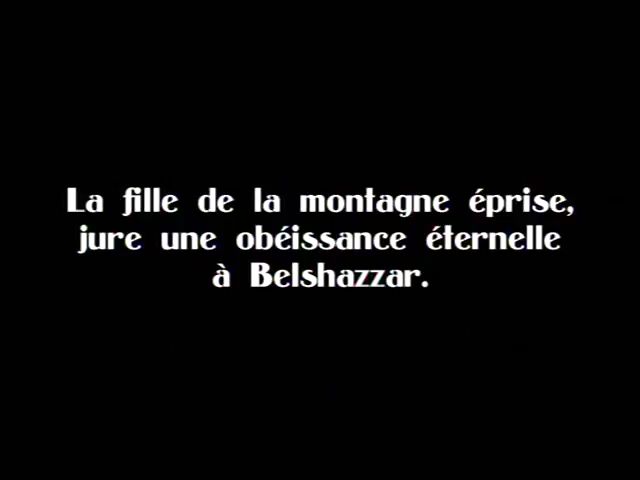 La fille de la montagne éprise,
jure une obéissance éternelle
à Belshazzar.